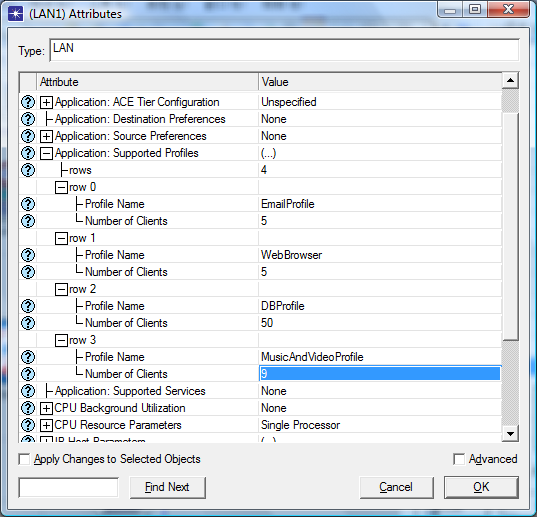 (LAN1) Attributes
Type: LAN
Attribute Value
Application: ACE Tier Configuration Unspecified
Application: Destination Preferences None
Application: Source Preferences None
Application: Supported Profiles (...)
rows 4
row 0
Profile Name EmailProfile
Number of Clients 5
row 1
Profile Name WebBrowser
Number of Clients 5
row 2
Profile Name DBProfile
Number of Clients 50
row 3
Profile Name MusicAndVideoProfile
Number of Clients 9
Application: Supported Services None
CPU Background Utilization None
CPU Resource Parameters Single Processor
IP Host Parameters (...)
Apply Changes to Selected Objects Advanced
Find Next Cancel OK